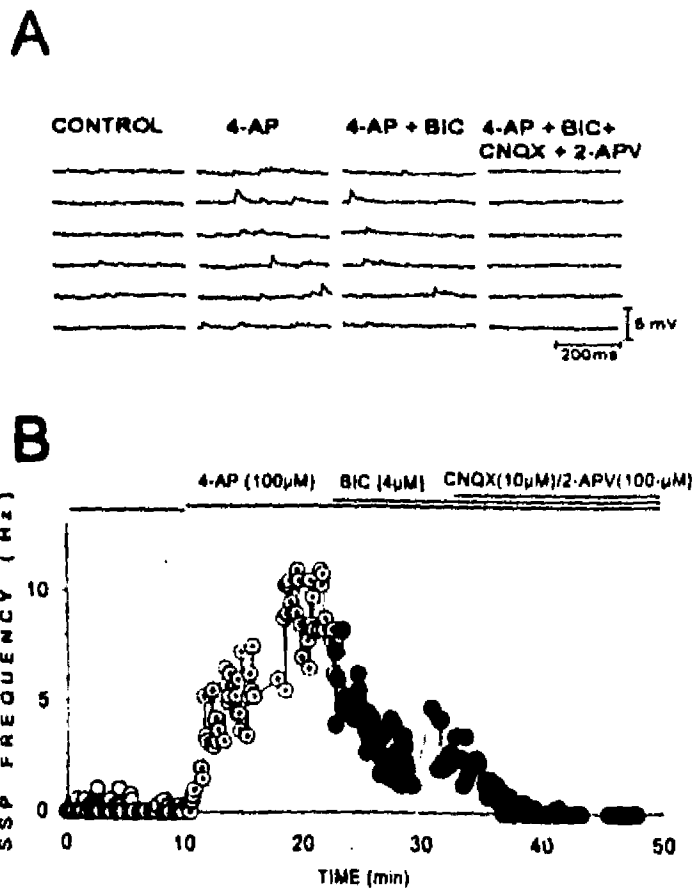 A
CONTROL 4-AP 4-AP + BIC 4-AP + BIC+
CNQX + 2-APV
5 mV
200ms
B
4-AP (100µM) BIC [4µM] CNQX(10µM)/2-APV(100-µM)
SSP FREQUENCY (Hz)
10
5
0
0 10 20 30 40 50
TIME (min)